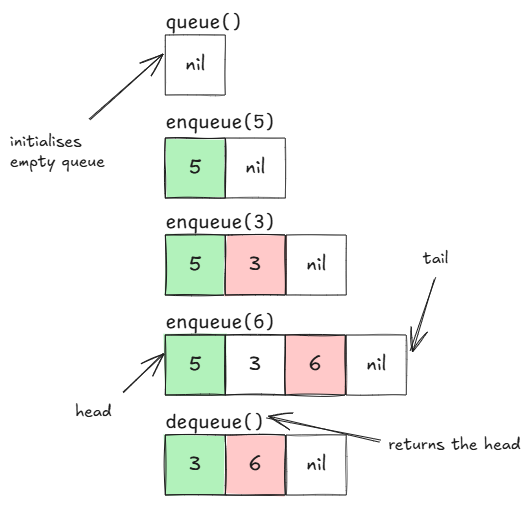 queue()
nil
initialises
empty queue
enqueue(5)
5 nil
enqueue(3)
5 3 nil
tail
enqueue(6)
5 3 6 nil
head
dequeue()
returns the head
3 6 nil